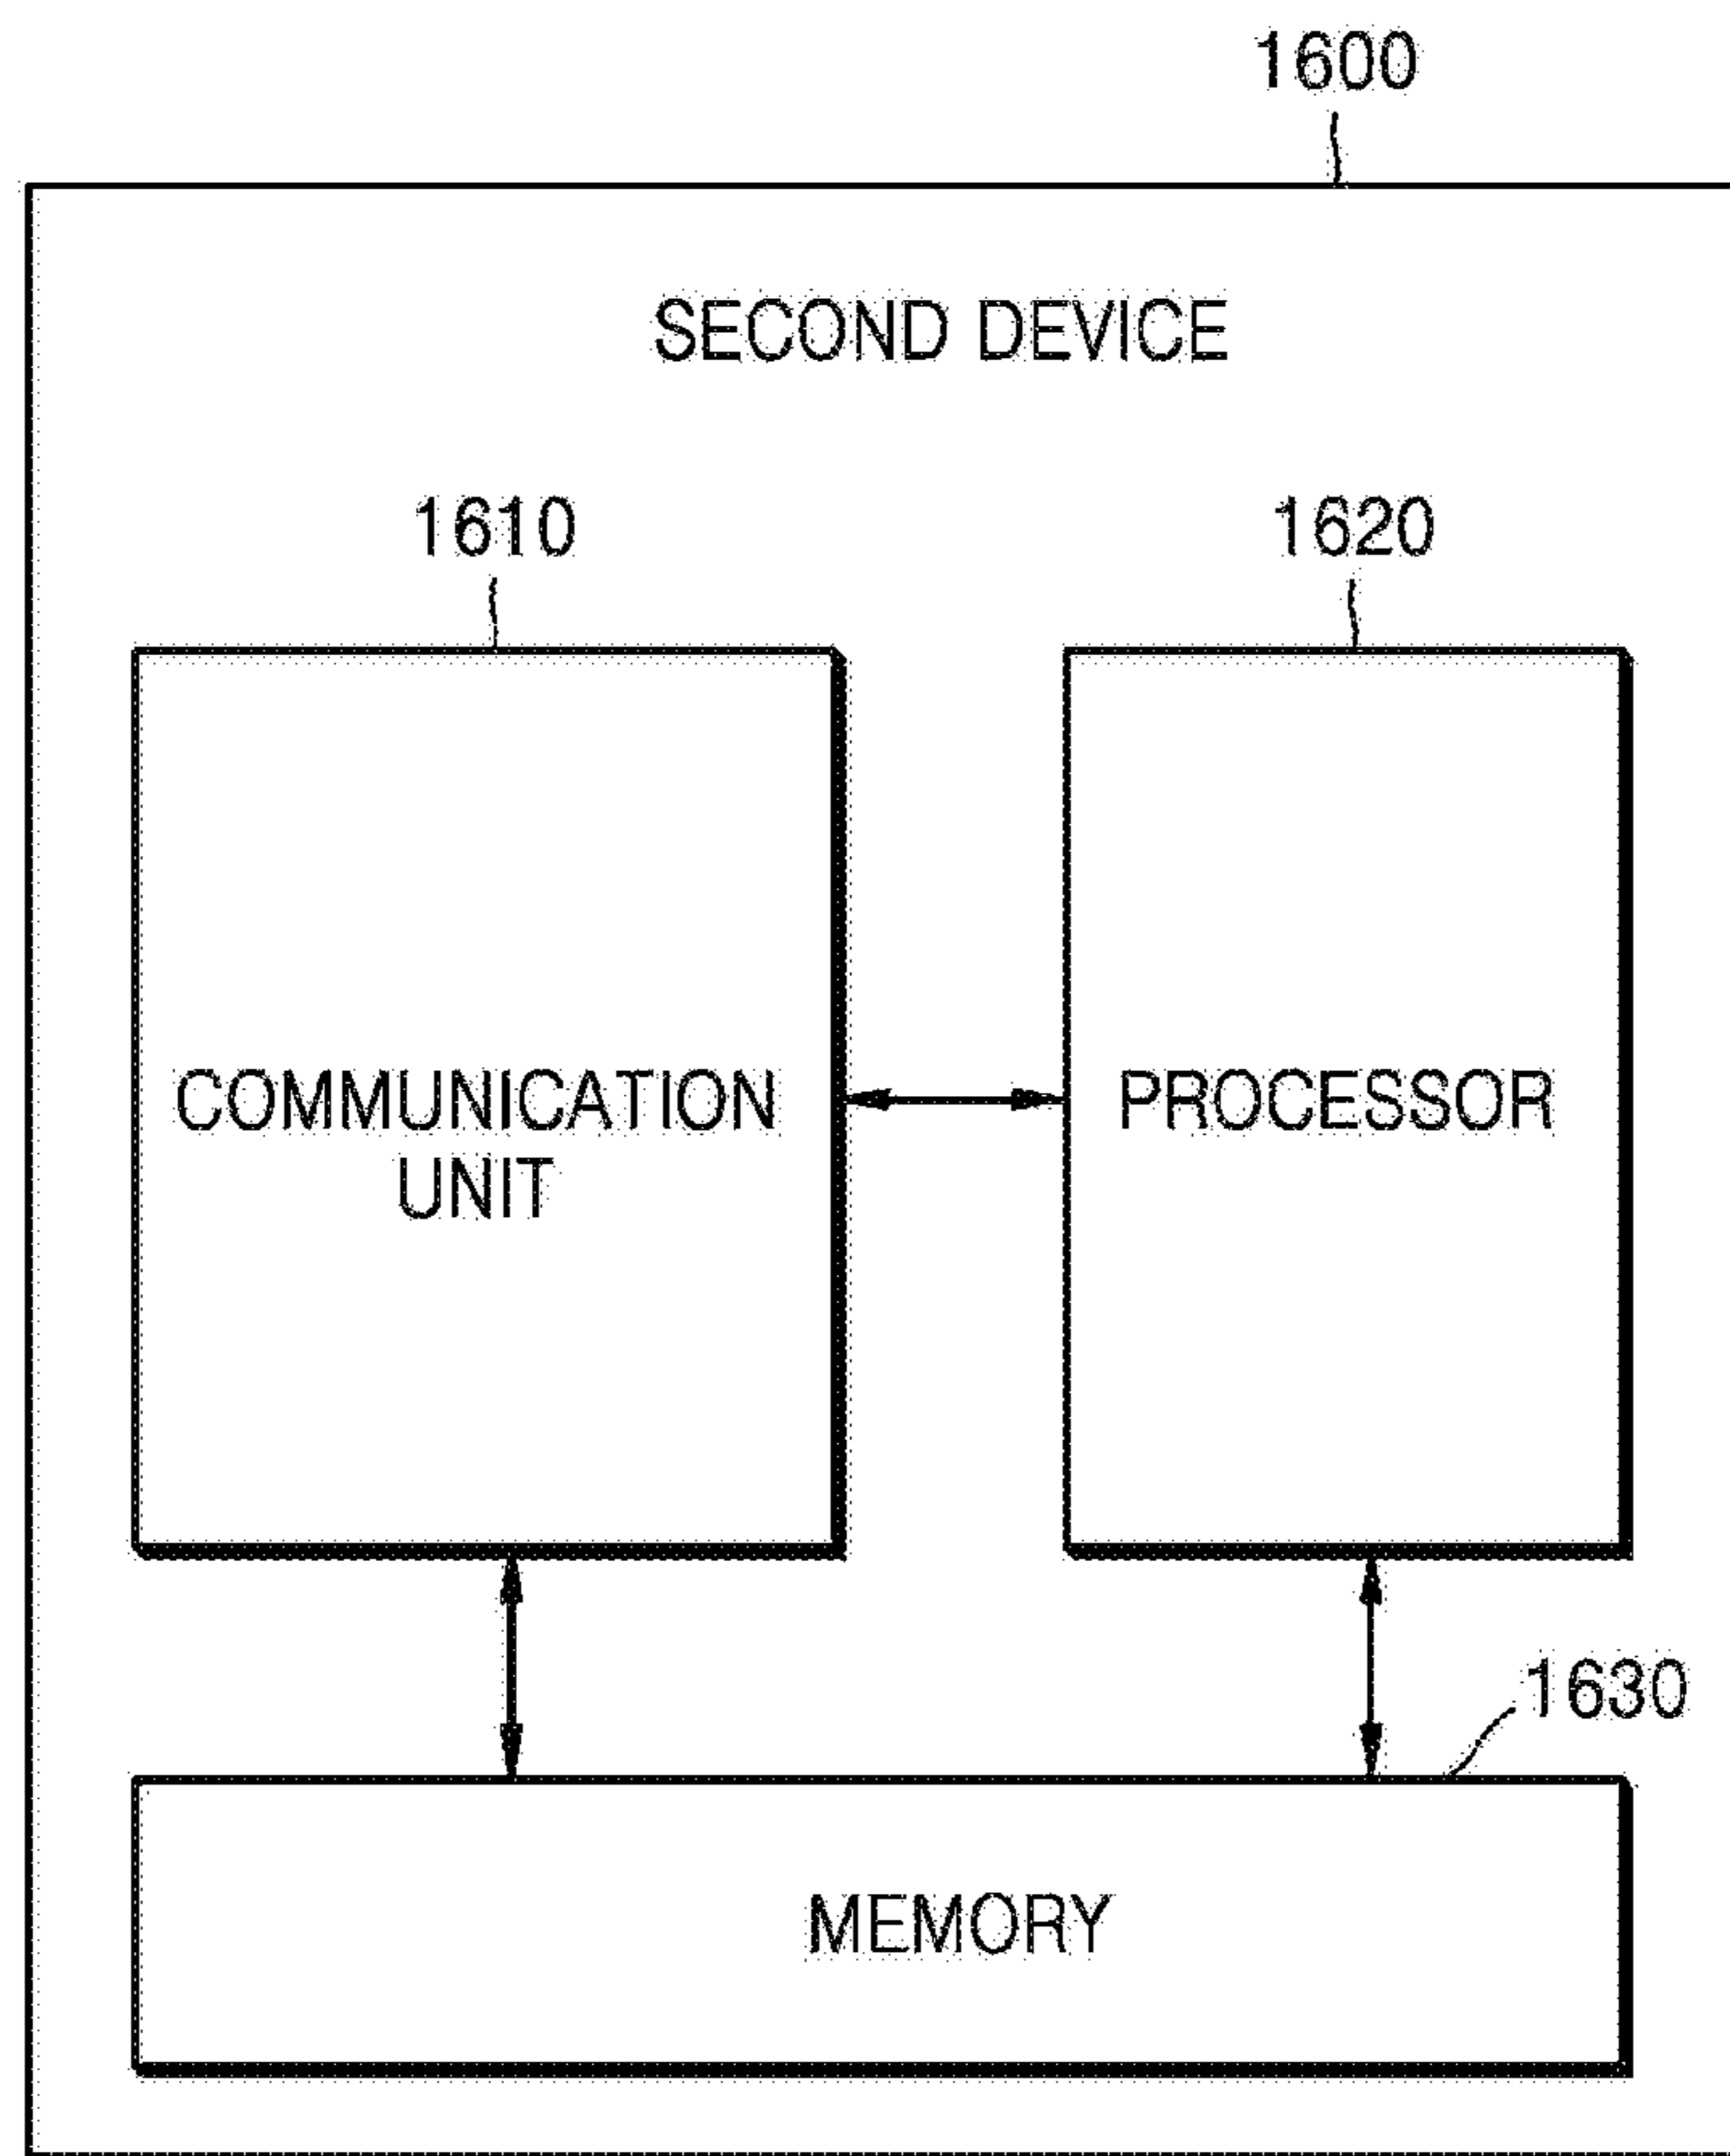 1600
SECOND DEVICE
1610
1620
COMMUNICATION
UNIT
PROCESSOR
1630
MEMORY